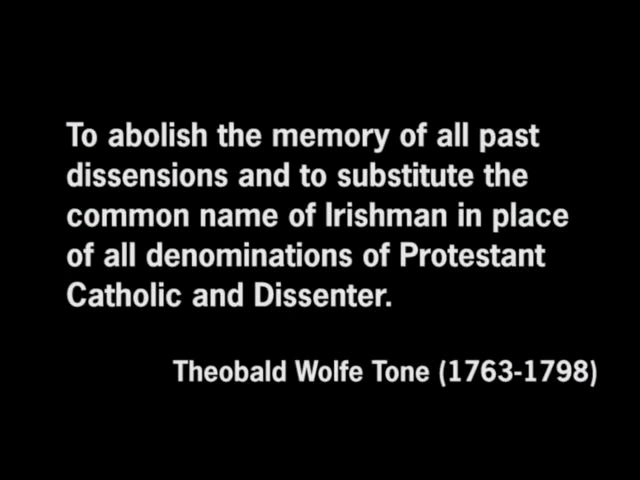 To abolish the memory of all past
dissensions and to substitute the
common name of Irishman in place
of all denominations of Protestant
Catholic and Dissenter.
Theobald Wolfe Tone (1763-1798)